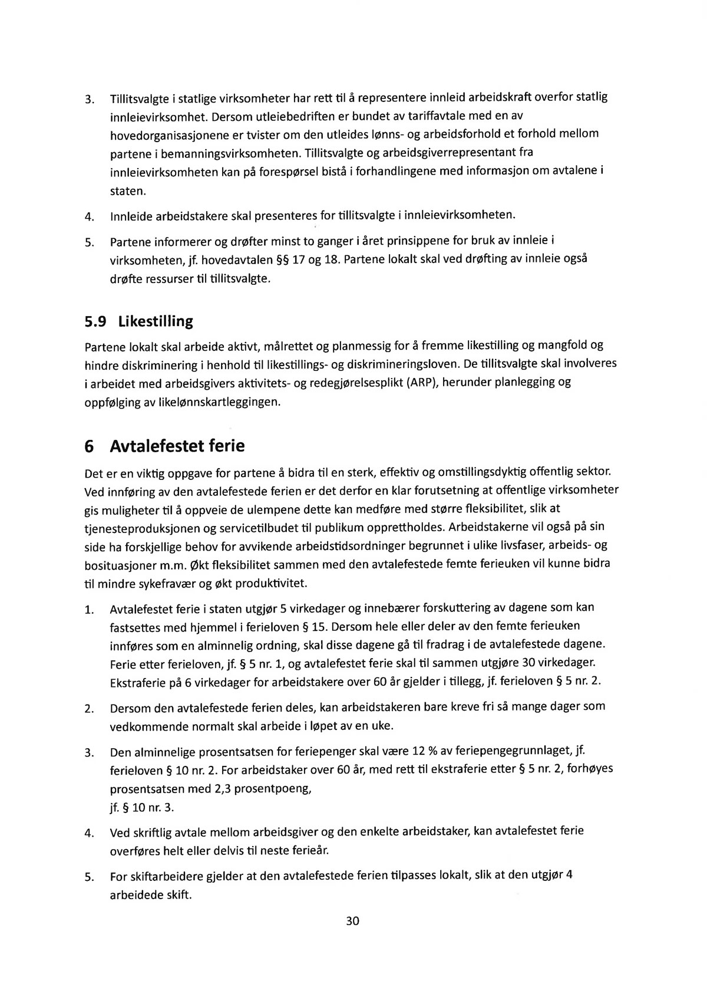 3. Tillitsvalgte i statlige virksomheter har rett til å representere innleid arbeidskraft overfor statlig
innleievirksomhet. Dersom utleiebedriften er bundet av tariffavtale med en av
hovedorganisasjonene er tvister om den utleides lønns- og arbeidsforhold et forhold mellom
partene i bemanningsvirksomheten. Tillitsvalgte og arbeidsgiverrepresentant fra
innleievirksomheten kan på forespørsel bistå i forhandlingene med informasjon om avtalene i
staten.
4. Innleide arbeidstakere skal presenteres for tillitsvalgte i innleievirksomheten.
5. Partene informerer og drøfter minst to ganger i året prinsippene for bruk av innleie i
virksomheten, jf. hovedavtalen §§ 17 og 18. Partene lokalt skal ved drøfting av innleie også
drøfte ressurser til tillitsvalgte.
5.9 Likestilling
Partene lokalt skal arbeide aktivt, målrettet og planmessig for å fremme likestilling og mangfold og
hindre diskriminering i henhold til likestillings- og diskrimineringsloven. De tillitsvalgte skal involveres
i arbeidet med arbeidsgivers aktivitets- og redegjørelsesplikt (ARP), herunder planlegging og
oppfølging av likelønnskartleggingen.
6 Avtalefestet ferie
Det er en viktig oppgave for partene å bidra til en sterk, effektiv og omstillingsdyktig offentlig sektor.
Ved innføring av den avtalefestede ferien er det derfor en klar forutsetning at offentlige virksomheter
gis muligheter til å oppveie de ulempene dette kan medføre med større fleksibilitet, slik at
tjenesteproduksjonen og servicetilbudet til publikum opprettholdes. Arbeidstakerne vil også på sin
side ha forskjellige behov for avvikende arbeidstidsordninger begrunnet i ulike livsfaser, arbeids- og
bosituasjoner m.m. Økt fleksibilitet sammen med den avtalefestede femte ferieuken vil kunne bidra
til mindre sykefravær og økt produktivitet.
1. Avtalefestet ferie i staten utgjør 5 virkedager og innebærer forskuttering av dagene som kan
fastsettes med hjemmel i ferieloven § 15. Dersom hele eller deler av den femte ferieuken
innføres som en alminnelig ordning, skal disse dagene gå til fradrag i de avtalefestede dagene.
Ferie etter ferieloven, jf. § 5 nr. 1, og avtalefestet ferie skal til sammen utgjøre 30 virkedager.
Ekstraferie på 6 virkedager for arbeidstakere over 60 år gjelder i tillegg, jf. ferieloven § 5 nr. 2.
2. Dersom den avtalefestede ferien deles, kan arbeidstakeren bare kreve fri så mange dager som
vedkommende normalt skal arbeide i løpet av en uke.
3. Den alminnelige prosentsatsen for feriepenger skal være 12 % av feriepengegrunnlaget, jf.
ferieloven § 10 nr. 2. For arbeidstaker over 60 år, med rett til ekstraferie etter § 5 nr. 2, forhøyes
prosentsatsen med 2,3 prosentpoeng,
jf. § 10 nr. 3.
4. Ved skriftlig avtale mellom arbeidsgiver og den enkelte arbeidstaker, kan avtalefestet ferie
overføres helt eller delvis til neste ferieår.
5. For skiftarbeidere gjelder at den avtalefestede ferien tilpasses lokalt, slik at den utgjør 4
arbeidede skift.
30